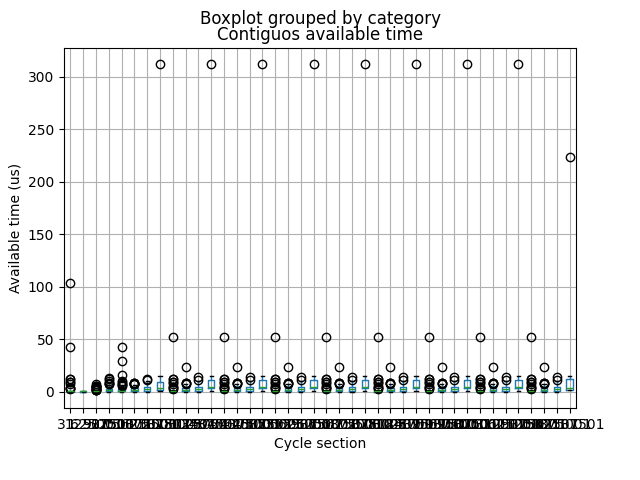 Boxplot grouped by category
Contiguos available time
300
250
200
150
100
50
0
Available time (us)
Cycle section